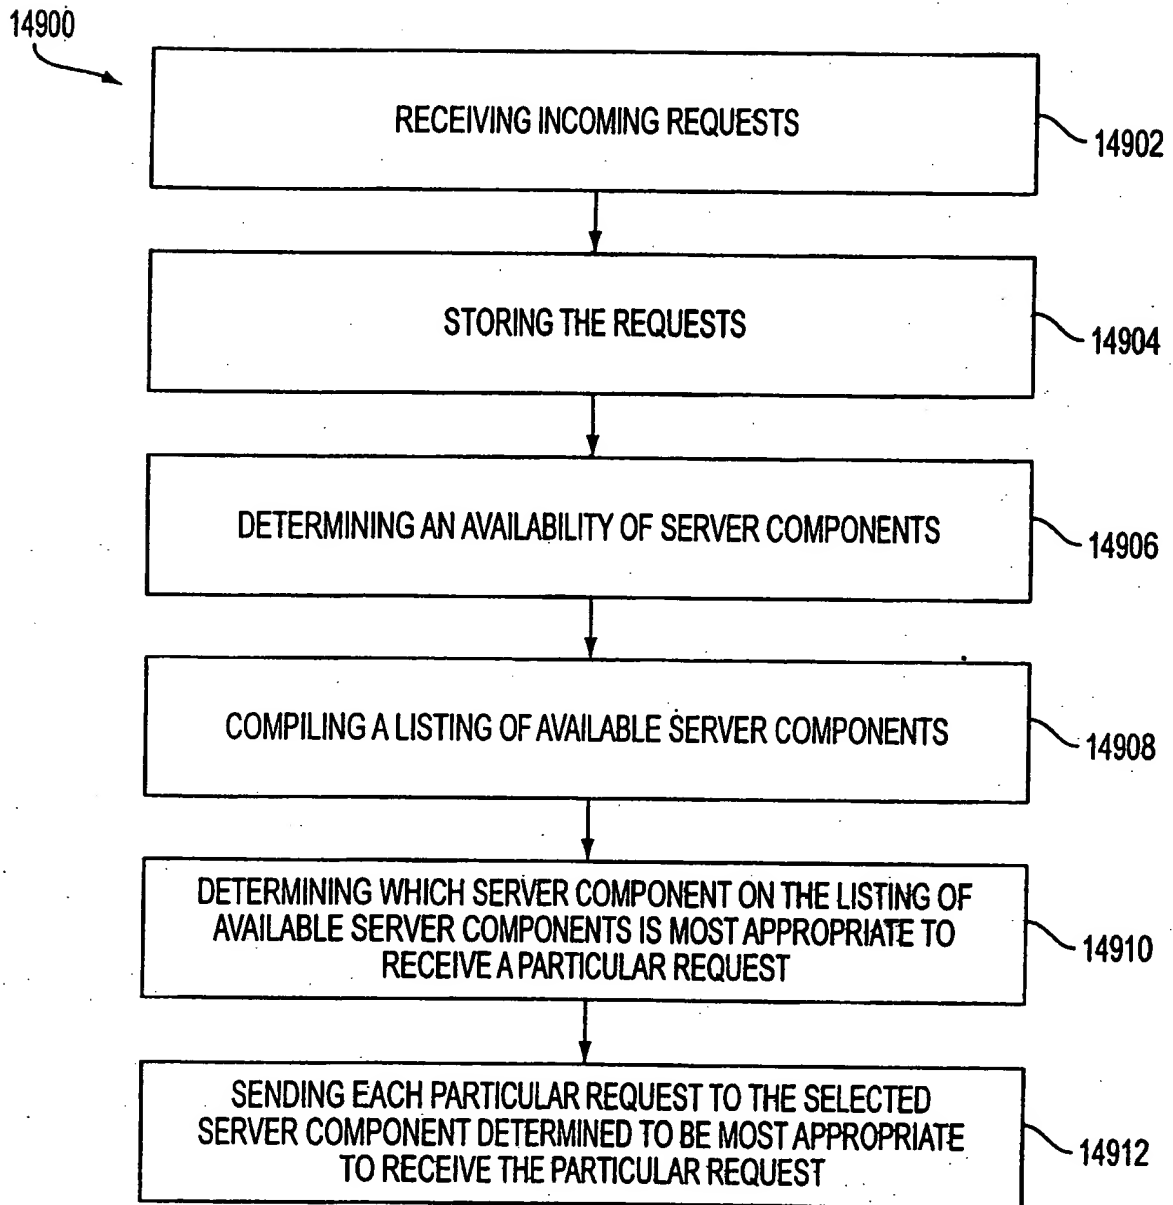 14900
RECEIVING INCOMING REQUESTS
14902
STORING THE REQUESTS
14904
DETERMINING AN AVAILABILITY OF SERVER COMPONENTS
14906
COMPILING A LISTING OF AVAILABLE SERVER COMPONENTS
14908
DETERMINING WHICH SERVER COMPONENT ON THE LISTING OF
AVAILABLE SERVER COMPONENTS IS MOST APPROPRIATE TO
RECEIVE A PARTICULAR REQUEST
14910
SENDING EACH PARTICULAR REQUEST TO THE SELECTED
SERVER COMPONENT DETERMINED TO BE MOST APPROPRIATE
TO RECEIVE THE PARTICULAR REQUEST
14912